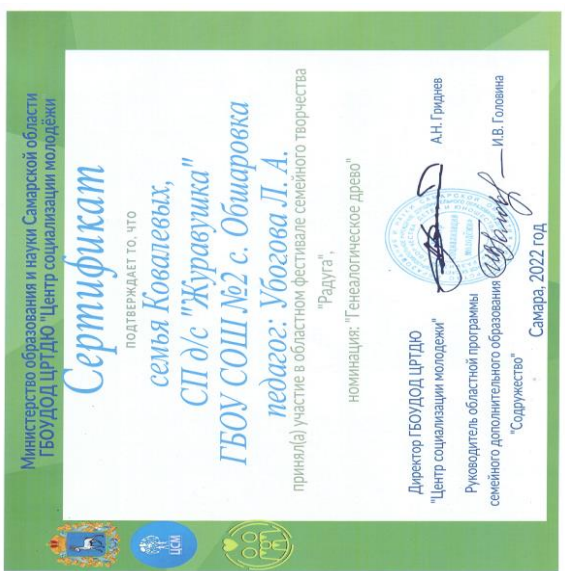 Министерство образования и науки Самарской области
ГБОУДОД ЦРТДЮ "Центр социализации молодёжи
Сертификат
ПОДТВЕРЖДАЕТ ТО, ЧТО
семья Ковалевых,
СП д/с "Журавушка"
ГБОУ СОШ №2 с. Обшаровка
педагог: Убогова Л. А.
принял(а) участие в областном фестивале семейного творчества
"Радуга",
номинация: "Генеалогическое древо"
Директор ГБОУДОД ЦРТДЮ
"Центр социализации молодежи"
А.Н. Гриднев
Руководитель областной программы
семейного дополнительного образования
И.В. Головина
"Содружество"
Самара, 2022 год
ЦСМ